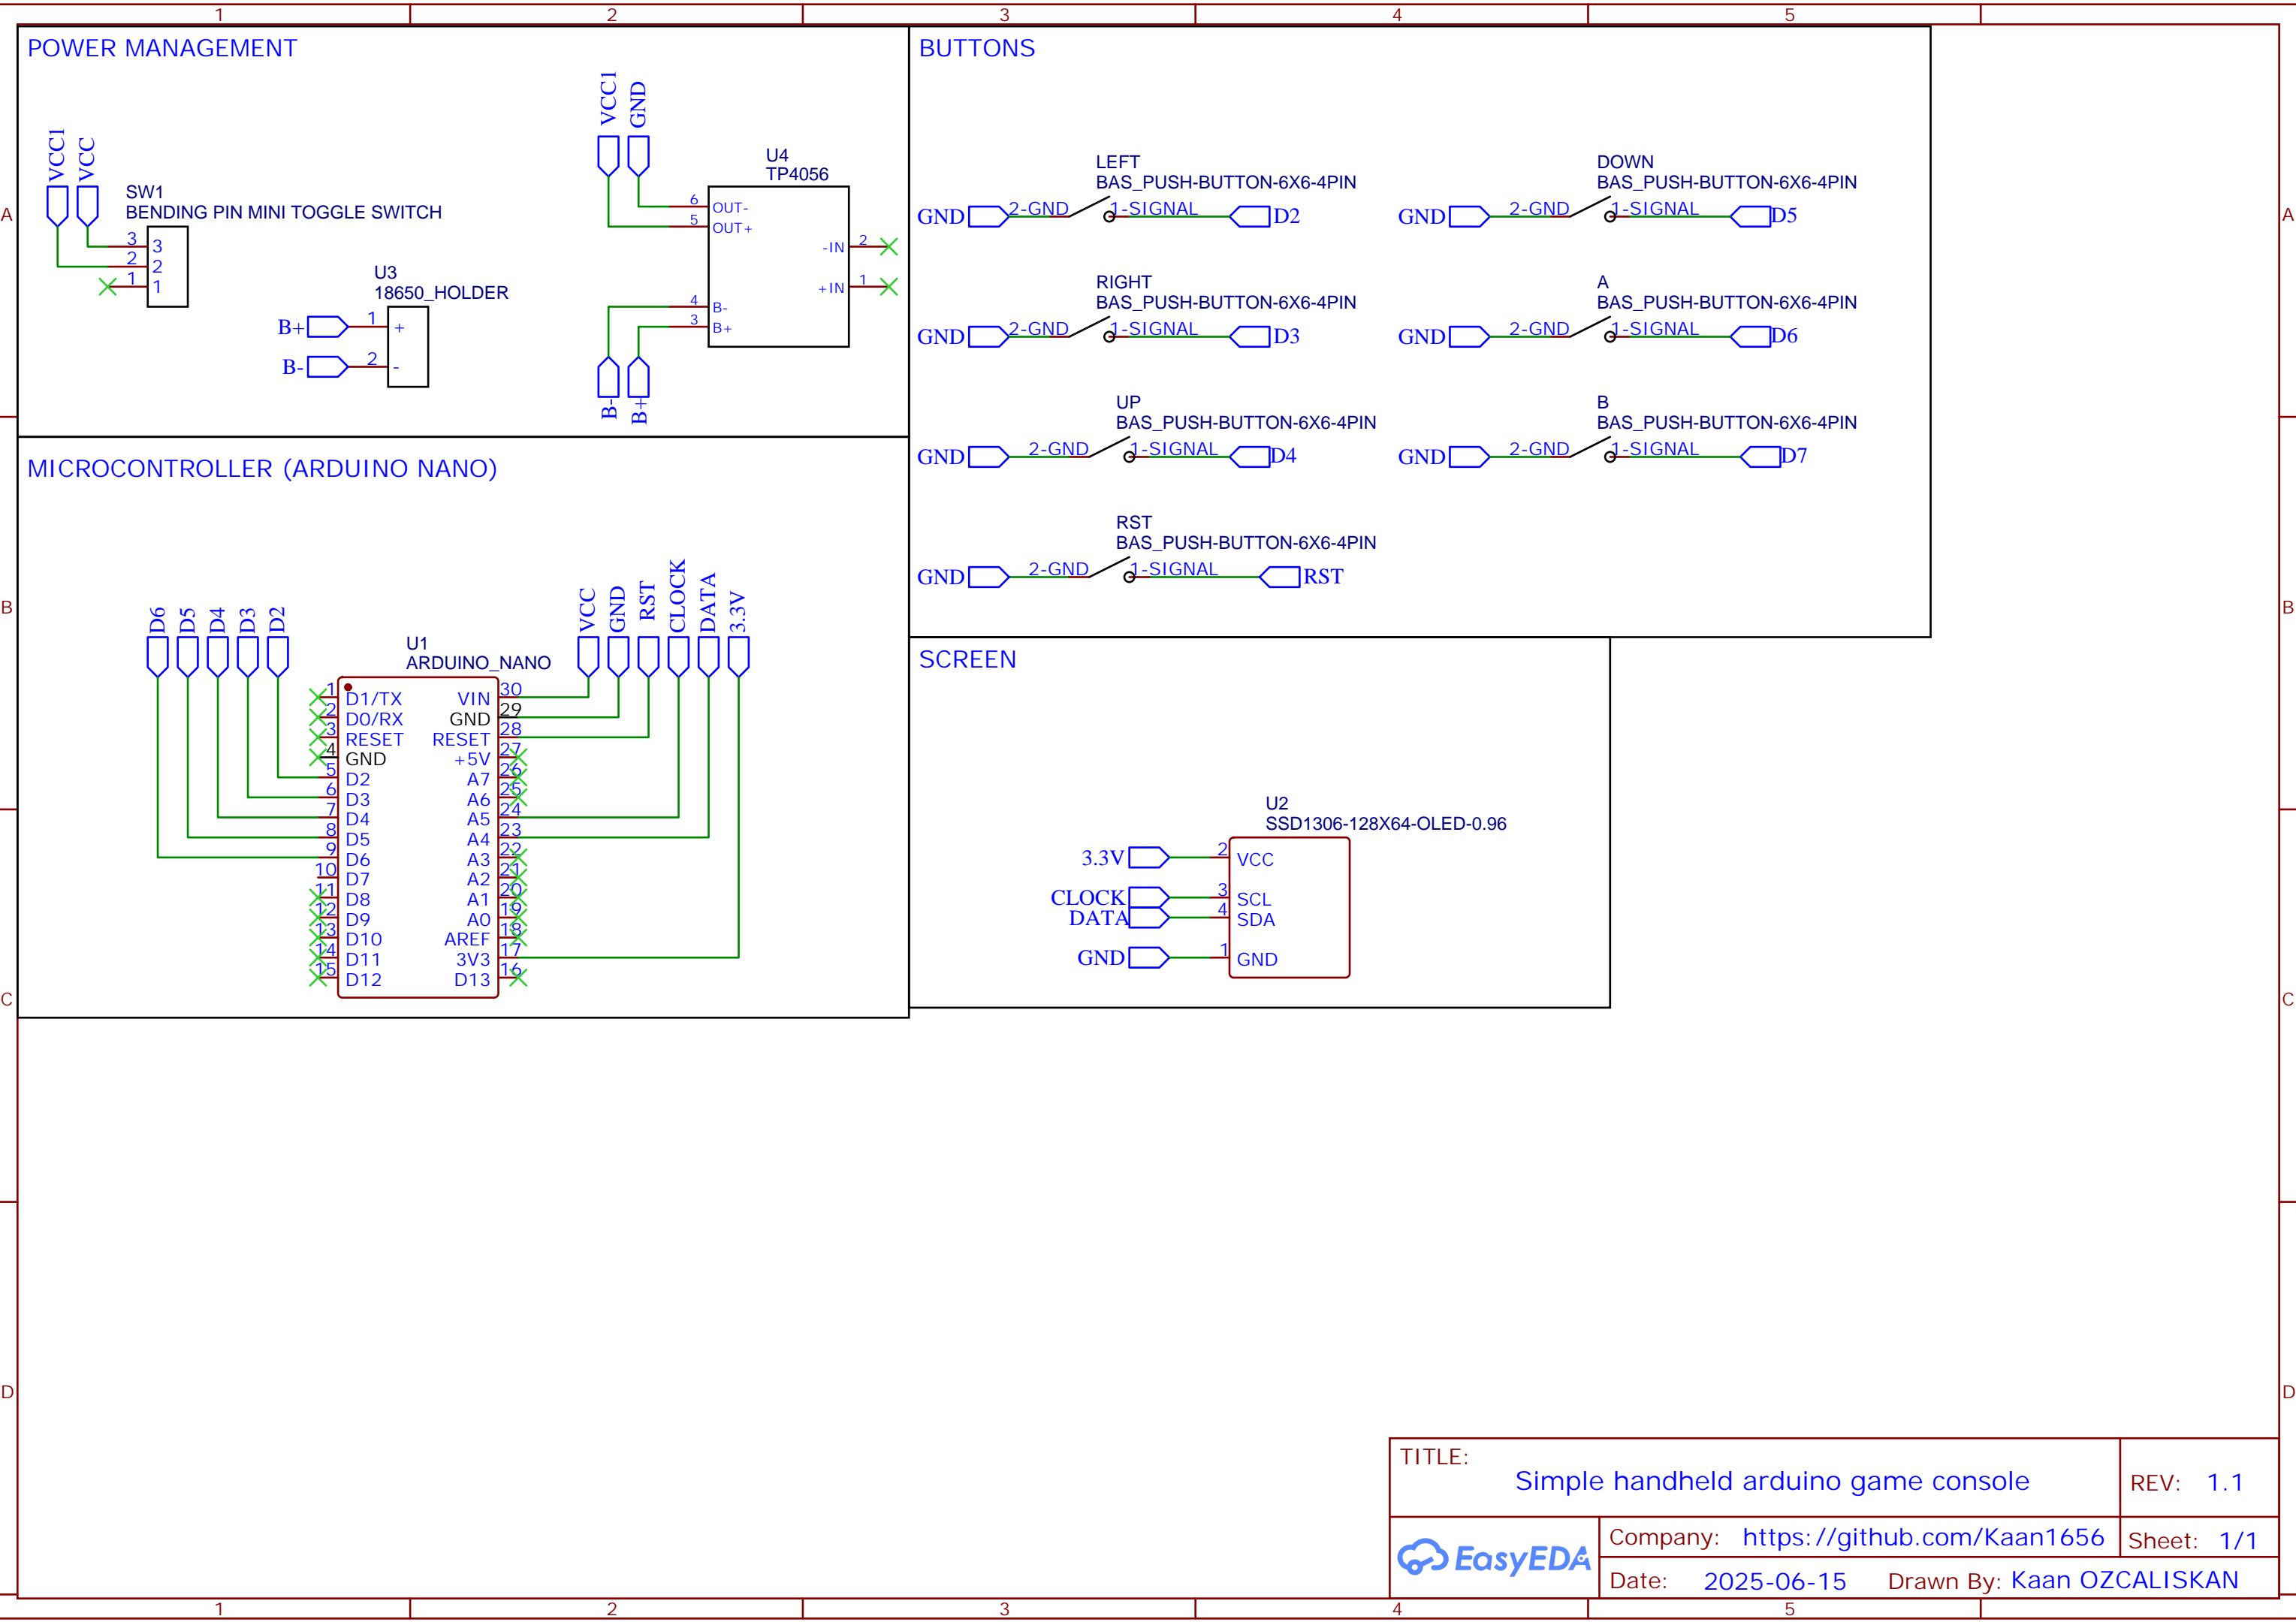 1 2 3 4 5
POWER MANAGEMENT
VCC1
VCC
SW1
BENDING PIN MINI TOGGLE SWITCH
3 3
2 2
1 1
U3
18650_HOLDER
B+ 1 +
B- 2 -
VCC1
GND
U4
TP4056
6 OUT-
5 OUT+
-IN 2
+IN 1
4 B-
3 B+
B-
B+
BUTTONS
LEFT
BAS_PUSH-BUTTON-6X6-4PIN
GND 2-GND 1-SIGNAL D2
DOWN
BAS_PUSH-BUTTON-6X6-4PIN
GND 2-GND 1-SIGNAL D5
RIGHT
BAS_PUSH-BUTTON-6X6-4PIN
GND 2-GND 1-SIGNAL D3
A
BAS_PUSH-BUTTON-6X6-4PIN
GND 2-GND 1-SIGNAL D6
UP
BAS_PUSH-BUTTON-6X6-4PIN
GND 2-GND 1-SIGNAL D4
B
BAS_PUSH-BUTTON-6X6-4PIN
GND 2-GND 1-SIGNAL D7
RST
BAS_PUSH-BUTTON-6X6-4PIN
GND 2-GND 1-SIGNAL RST
MICROCONTROLLER (ARDUINO NANO)
D6
D5
D4
D3
D2
VCC
GND
RST
CLOCK
DATA
3.3V
U1
ARDUINO_NANO
1 D1/TX VIN 30
2 D0/RX GND 29
3 RESET RESET 28
4 GND +5V 27
5 D2 A7 26
6 D3 A6 25
7 D4 A5 24
8 D5 A4 23
9 D6 A3 22
10 D7 A2 21
11 D8 A1 20
12 D9 A0 19
13 D10 AREF 18
14 D11 3V3 17
15 D12 D13 16
SCREEN
U2
SSD1306-128X64-OLED-0.96
3.3V 2 VCC
CLOCK 3 SCL
DATA 4 SDA
GND 1 GND
A A
B B
C C
D D
TITLE:
Simple handheld arduino game console
REV: 1.1
EasyEDA
Company: https://github.com/Kaan1656
Sheet: 1/1
Date: 2025-06-15 Drawn By: Kaan OZCALISKAN
1 2 3 4 5